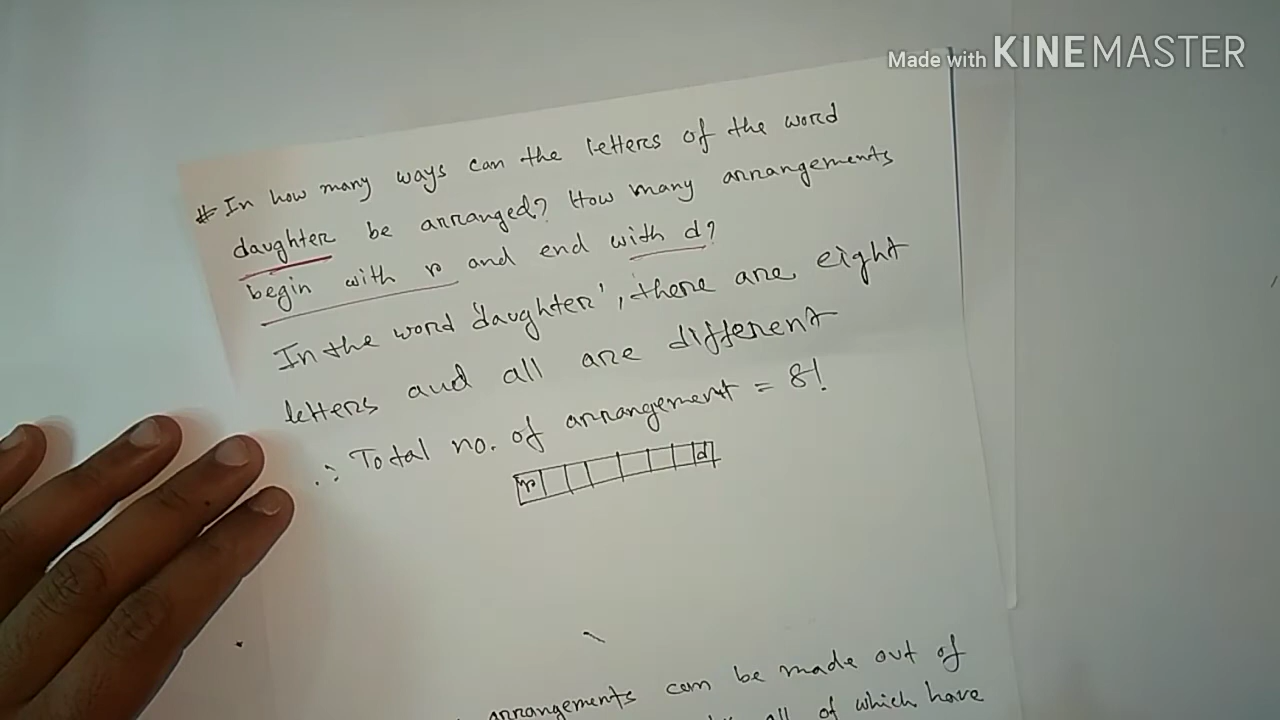 Made with KINEMASTER
# In how many ways can the letters of the word
daughter be arranged? How many arrangements
begin with r and end with d?
In the word 'daughter', there are eight
letters and all are different
∴ Total no. of arrangement = 8!
r d
arrangements can be made out of
all of which have